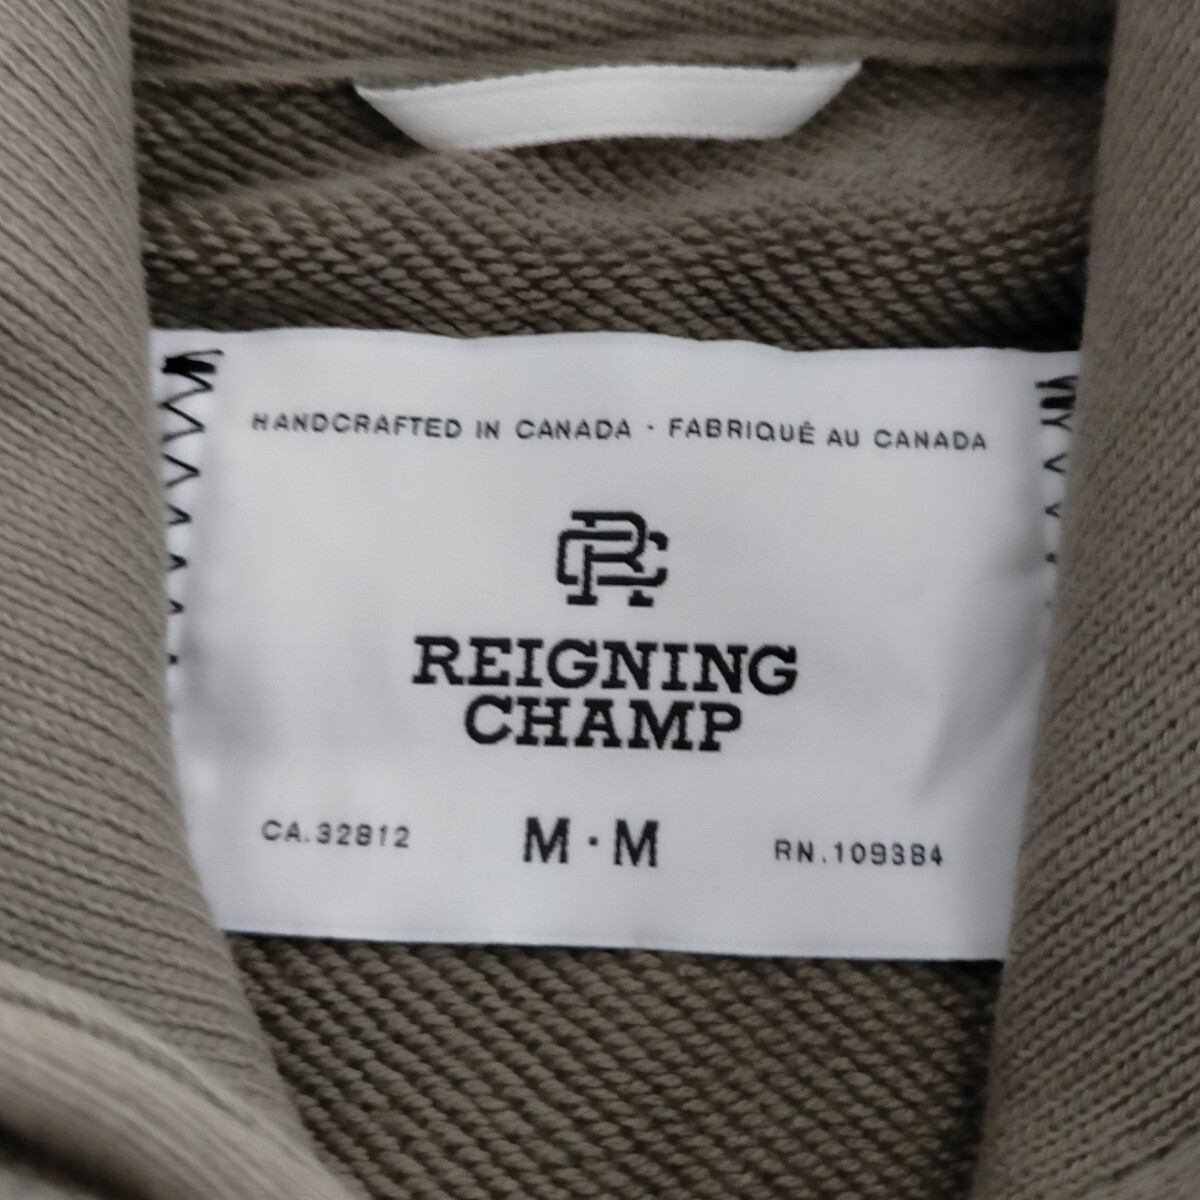 HANDCRAFTED IN CANADA · FABRIQUÉ AU CANADA
RC
REIGNING
CHAMP
CA.32812 M·M RN.109384